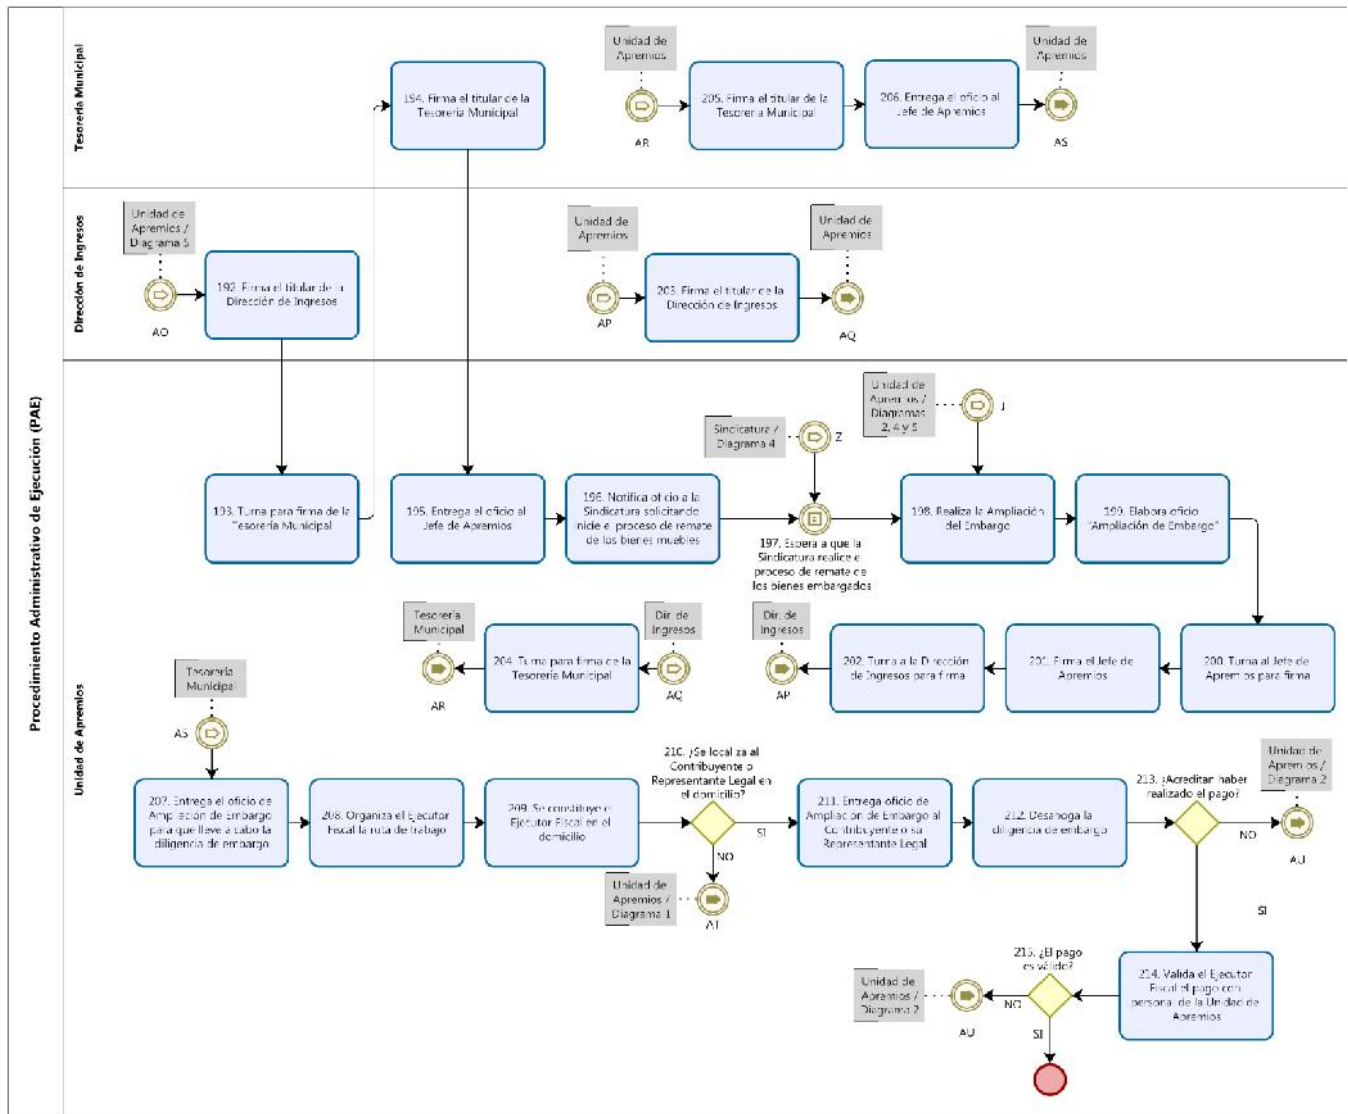 Procedimiento Administrativo de Ejecución (PAE)
Tesorería Municipal
Unidad de
Apremios
Unidad de
Apremios
194. Firma el titular de la
Tesorería Municipal
205. Firma el titular de la
Tesorería Municipal
206. Entrega el oficio al
Jefe de Apremios
AR
AS
Dirección de Ingresos
Unidad de
Apremios /
Diagrama 5
Unidad de
Apremios
Unidad de
Apremios
192. Firma el titular de la
Dirección de Ingresos
203. Firma el titular de la
Dirección de Ingresos
AO
AP
AQ
Unidad de Apremios
Unidad de
Apremios /
Diagramas
2, 4 y 5
J
Sindicatura /
Diagrama 4
Z
193. Turna para firma de la
Tesorería Municipal
195. Entrega el oficio al
Jefe de Apremios
196. Notifica oficio a la
Sindicatura solicitando
inicie el proceso de remate
de los bienes muebles
197. Espera a que la
Sindicatura realice el
proceso de remate de
los bienes embargados
198. Realiza la Ampliación
del Embargo
199. Elabora oficio
"Ampliación de Embargo"
Tesorería
Municipal
204. Turna para firma de la
Tesorería Municipal
Dir. de
Ingresos
Dir. de
Ingresos
202. Turna a la Dirección
de Ingresos para firma
201. Firma el Jefe de
Apremios
200. Turna al Jefe de
Apremios para firma
AR
AQ
AP
Tesorería
Municipal
AS
207. Entrega el oficio de
Ampliación de Embargo
para que lleve a cabo la
diligencia de embargo
208. Organiza el Ejecutor
Fiscal la ruta de trabajo
209. Se constituye el
Ejecutor Fiscal en el
domicilio
210. ¿Se localiza al
Contribuyente o
Representante Legal en
el domicilio?
SI
NO
Unidad de
Apremios /
Diagrama 1
AT
211. Entrega oficio de
Ampliación de Embargo al
Contribuyente o su
Representante Legal
212. Desahoga la
diligencia de embargo
213. ¿Acreditan haber
realizado el pago?
NO
Unidad de
Apremios /
Diagrama 2
AU
SI
214. Valida el Ejecutor
Fiscal el pago con
personal de la Unidad de
Apremios
215. ¿El pago
es válido?
NO
SI
Unidad de
Apremios /
Diagrama 2
AU